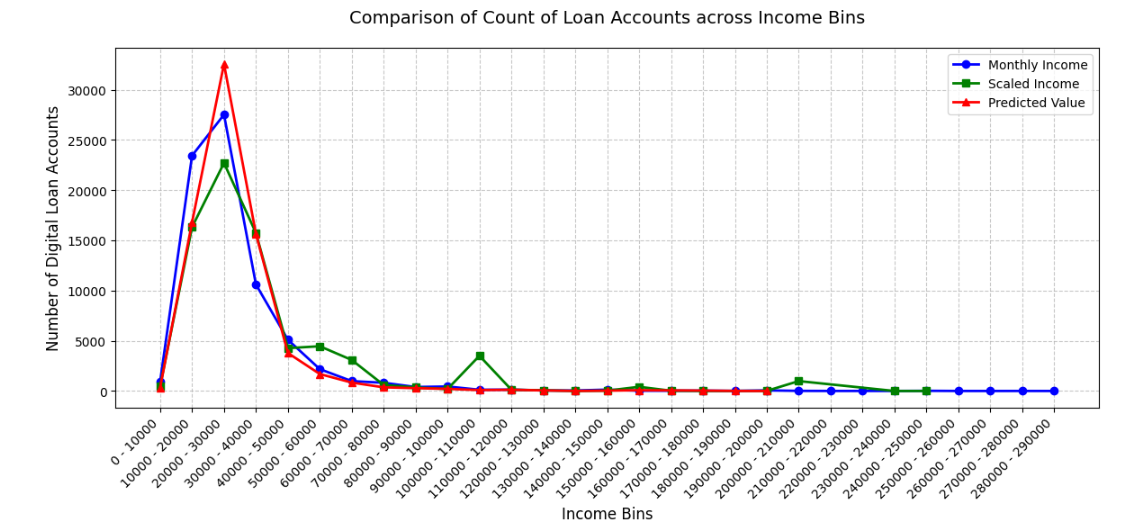 Comparison of Count of Loan Accounts across Income Bins
Monthly Income
Scaled Income
Predicted Value
Number of Digital Loan Accounts
30000
25000
20000
15000
10000
5000
0
0 - 10000
10000 - 20000
20000 - 30000
30000 - 40000
40000 - 50000
50000 - 60000
60000 - 70000
70000 - 80000
80000 - 90000
90000 - 100000
100000 - 110000
110000 - 120000
120000 - 130000
130000 - 140000
140000 - 150000
150000 - 160000
160000 - 170000
170000 - 180000
180000 - 190000
190000 - 200000
200000 - 210000
210000 - 220000
220000 - 230000
230000 - 240000
240000 - 250000
250000 - 260000
260000 - 270000
270000 - 280000
280000 - 290000
Income Bins